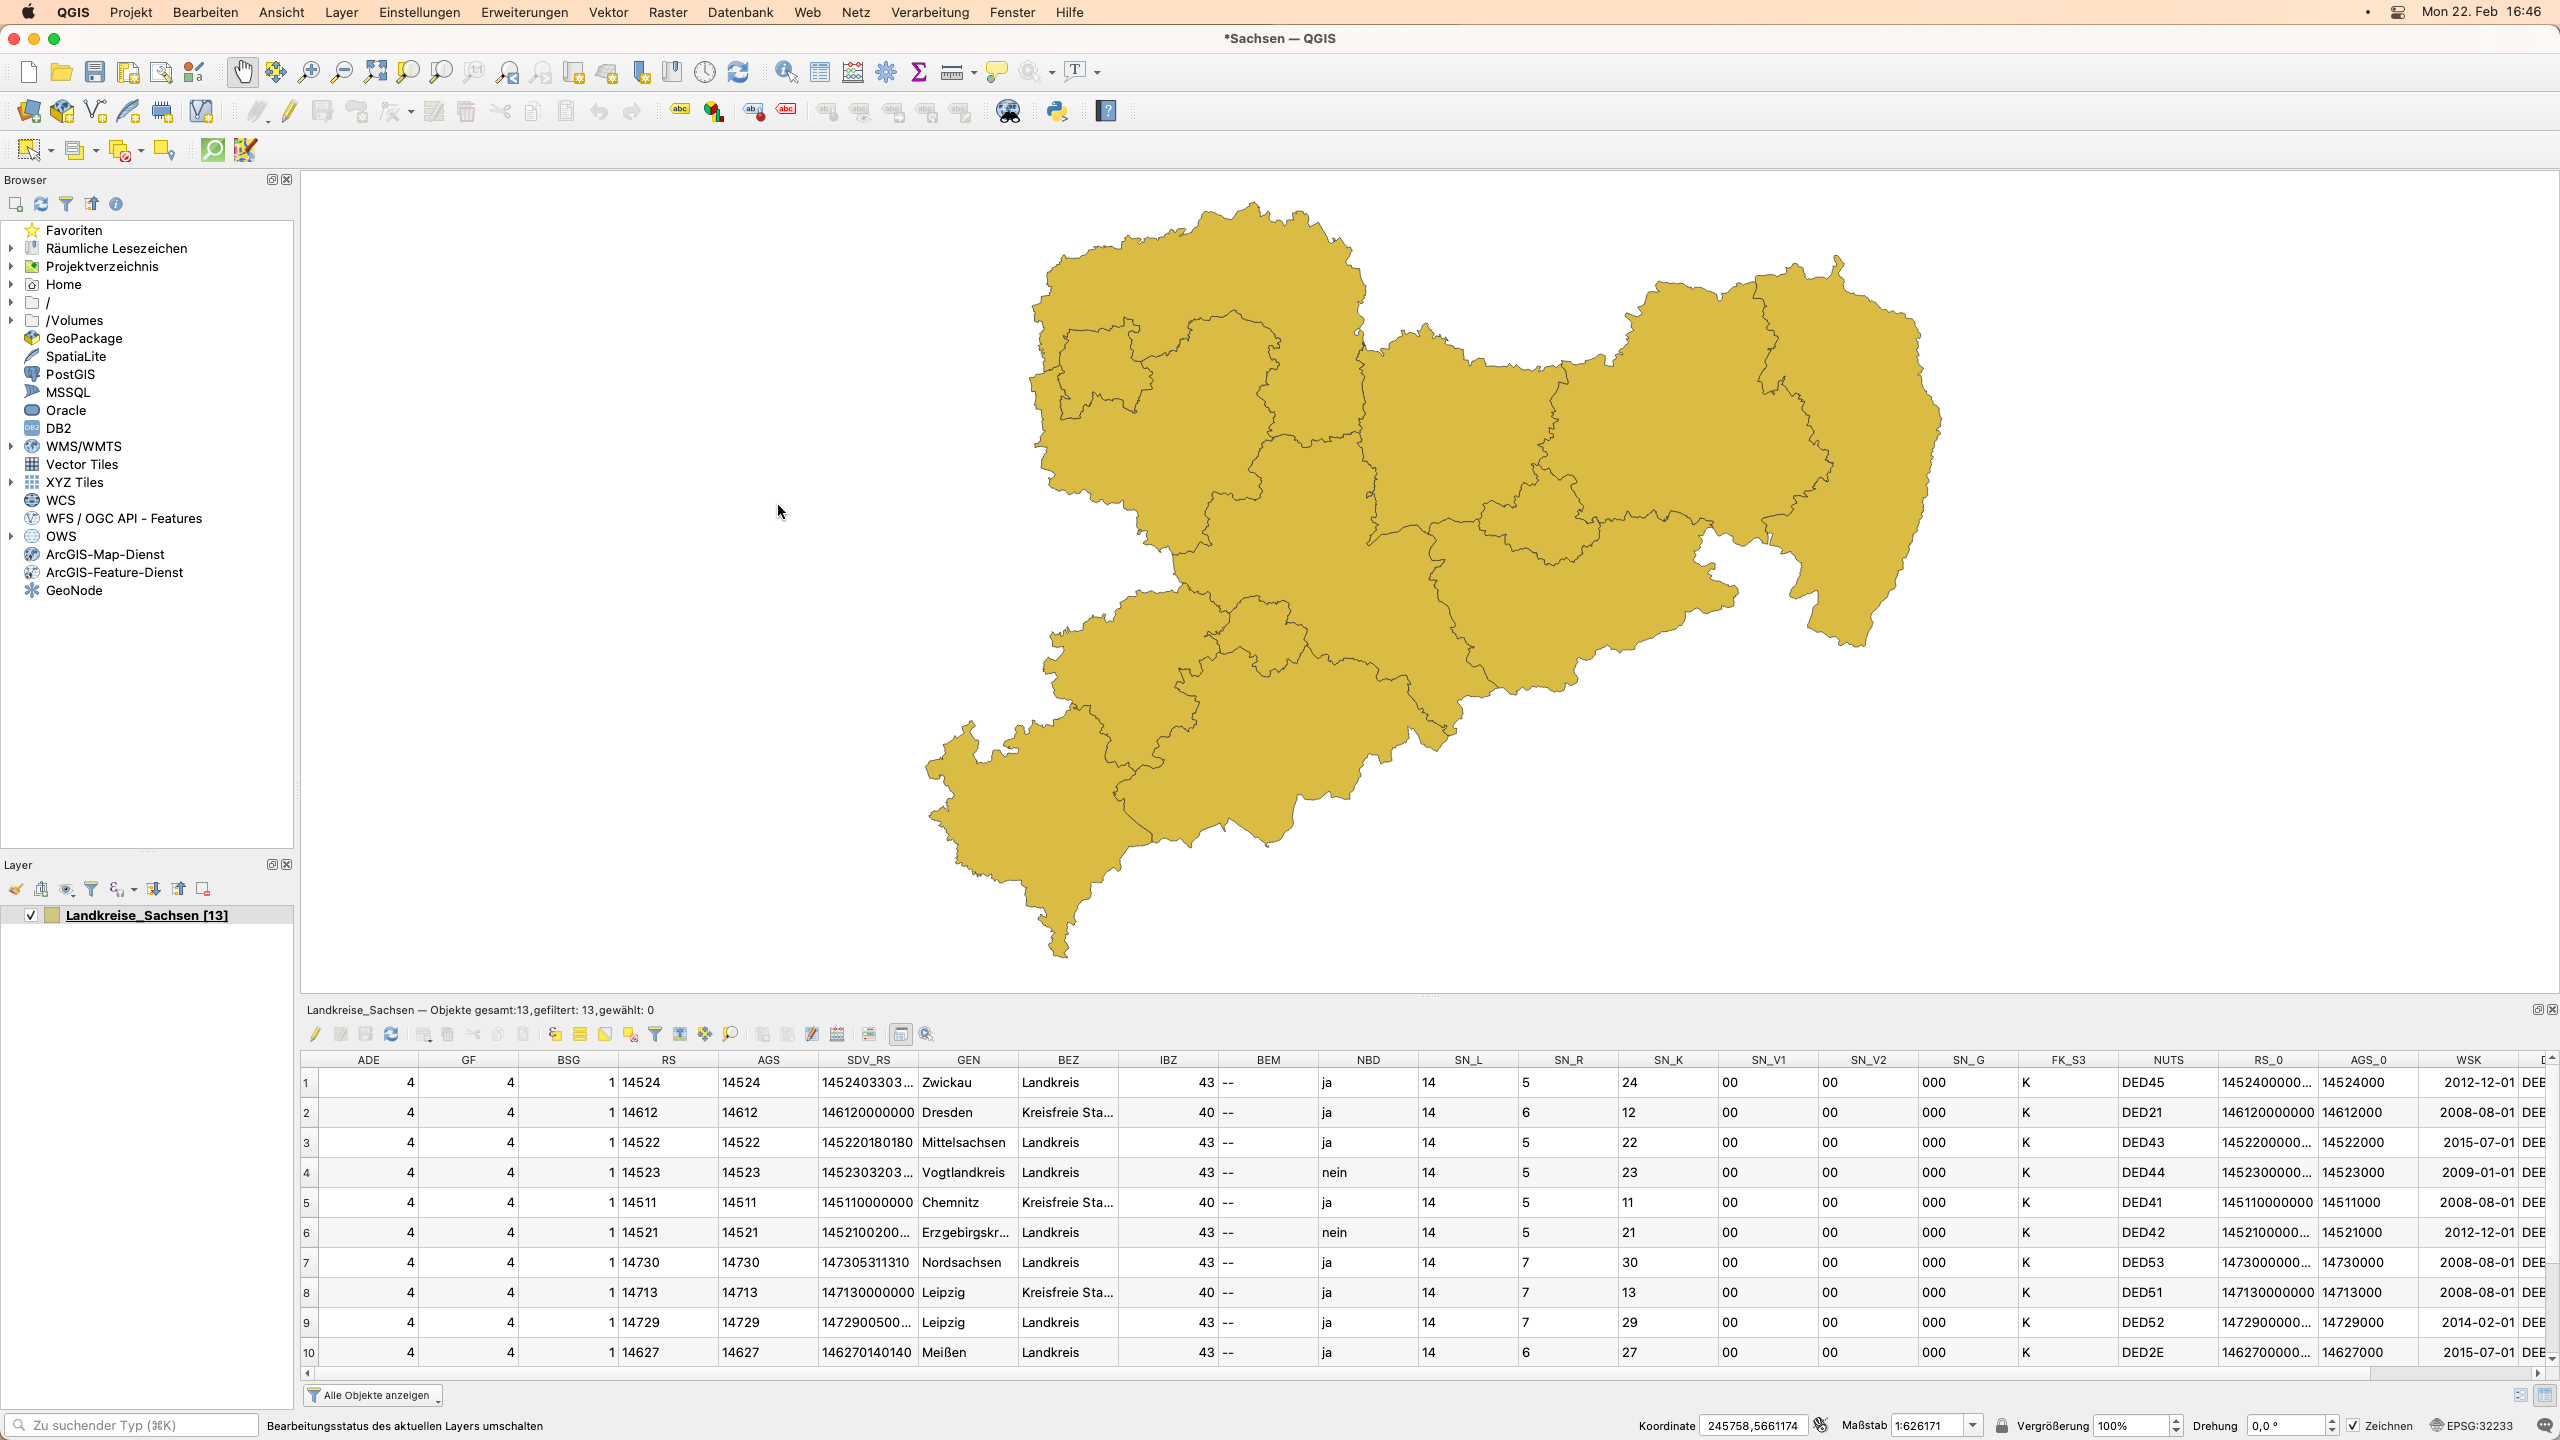 QGIS Projekt Bearbeiten Ansicht Layer Einstellungen Erweiterungen Vektor Raster Datenbank Web Netz Verarbeitung Fenster Hilfe Mon 22. Feb 16:46
*Sachsen — QGIS
Browser
Favoriten
Räumliche Lesezeichen
Projektverzeichnis
Home
/
/Volumes
GeoPackage
SpatiaLite
PostGIS
MSSQL
Oracle
DB2
WMS/WMTS
Vector Tiles
XYZ Tiles
WCS
WFS / OGC API - Features
OWS
ArcGIS-Map-Dienst
ArcGIS-Feature-Dienst
GeoNode
Layer
Landkreise_Sachsen [13]
Landkreise_Sachsen — Objekte gesamt:13,gefiltert: 13,gewählt: 0
ADE GF BSG RS AGS SDV_RS GEN BEZ IBZ BEM NBD SN_L SN_R SN_K SN_V1 SN_V2 SN_G FK_S3 NUTS RS_0 AGS_0 WSK
1 4 4 1 14524 14524 1452403303... Zwickau Landkreis 43 -- ja 14 5 24 00 00 000 K DED45 1452400000... 14524000 2012-12-01 DEB
2 4 4 1 14612 14612 146120000000 Dresden Kreisfreie Sta... 40 -- ja 14 6 12 00 00 000 K DED21 146120000000 14612000 2008-08-01 DEB
3 4 4 1 14522 14522 145220180180 Mittelsachsen Landkreis 43 -- ja 14 5 22 00 00 000 K DED43 1452200000... 14522000 2015-07-01 DEB
4 4 4 1 14523 14523 1452303203... Vogtlandkreis Landkreis 43 -- nein 14 5 23 00 00 000 K DED44 1452300000... 14523000 2009-01-01 DEB
5 4 4 1 14511 14511 145110000000 Chemnitz Kreisfreie Sta... 40 -- ja 14 5 11 00 00 000 K DED41 145110000000 14511000 2008-08-01 DEB
6 4 4 1 14521 14521 1452100200... Erzgebirgskr... Landkreis 43 -- nein 14 5 21 00 00 000 K DED42 1452100000... 14521000 2012-12-01 DEB
7 4 4 1 14730 14730 147305311310 Nordsachsen Landkreis 43 -- ja 14 7 30 00 00 000 K DED53 1473000000... 14730000 2008-08-01 DEB
8 4 4 1 14713 14713 147130000000 Leipzig Kreisfreie Sta... 40 -- ja 14 7 13 00 00 000 K DED51 147130000000 14713000 2008-08-01 DEB
9 4 4 1 14729 14729 1472900500... Leipzig Landkreis 43 -- ja 14 7 29 00 00 000 K DED52 1472900000... 14729000 2014-02-01 DEB
10 4 4 1 14627 14627 146270140140 Meißen Landkreis 43 -- ja 14 6 27 00 00 000 K DED2E 1462700000... 14627000 2015-07-01 DEB
Alle Objekte anzeigen
Zu suchender Typ (⌘K) Bearbeitungsstatus des aktuellen Layers umschalten Koordinate 245758,5661174 Maßstab 1:626171 Vergrößerung 100% Drehung 0,0 ° Zeichnen EPSG:32233